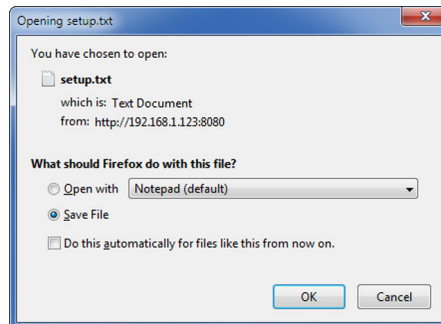 Opening setup.txt
You have chosen to open:
setup.txt
which is: Text Document
from: http://192.168.1.123:8080
What should Firefox do with this file?
Open with Notepad (default)
Save File
Do this automatically for files like this from now on.
OK Cancel